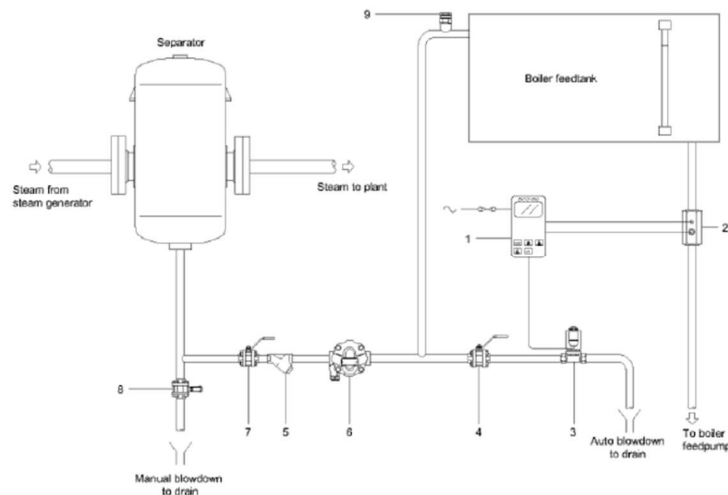 9
Separator
Boiler feedtank
Steam from
steam generator
Steam to plant
1
2
8
7
5
6
4
3
Manual blowdown
to drain
Auto blowdown
to drain
To boiler
feedpump